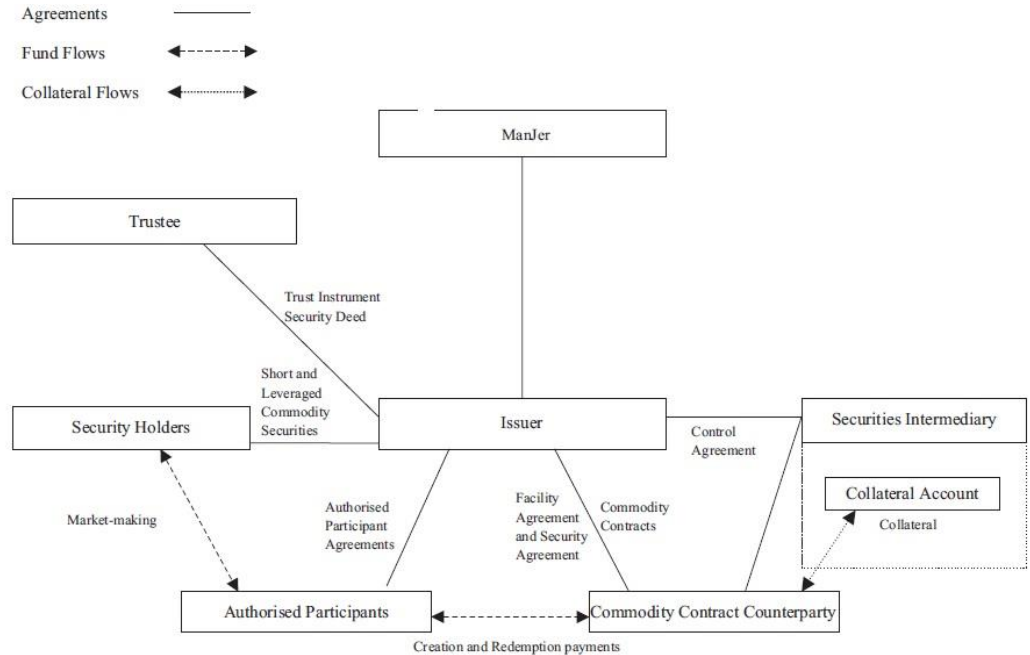 Agreements
Fund Flows
Collateral Flows
ManJer
Trustee
Trust Instrument
Security Deed
Short and
Leveraged
Commodity
Securities
Security Holders
Issuer
Control
Agreement
Securities Intermediary
Collateral Account
Collateral
Market-making
Authorised
Participant
Agreements
Facility
Agreement
and Security
Agreement
Commodity
Contracts
Authorised Participants
Commodity Contract Counterparty
Creation and Redemption payments